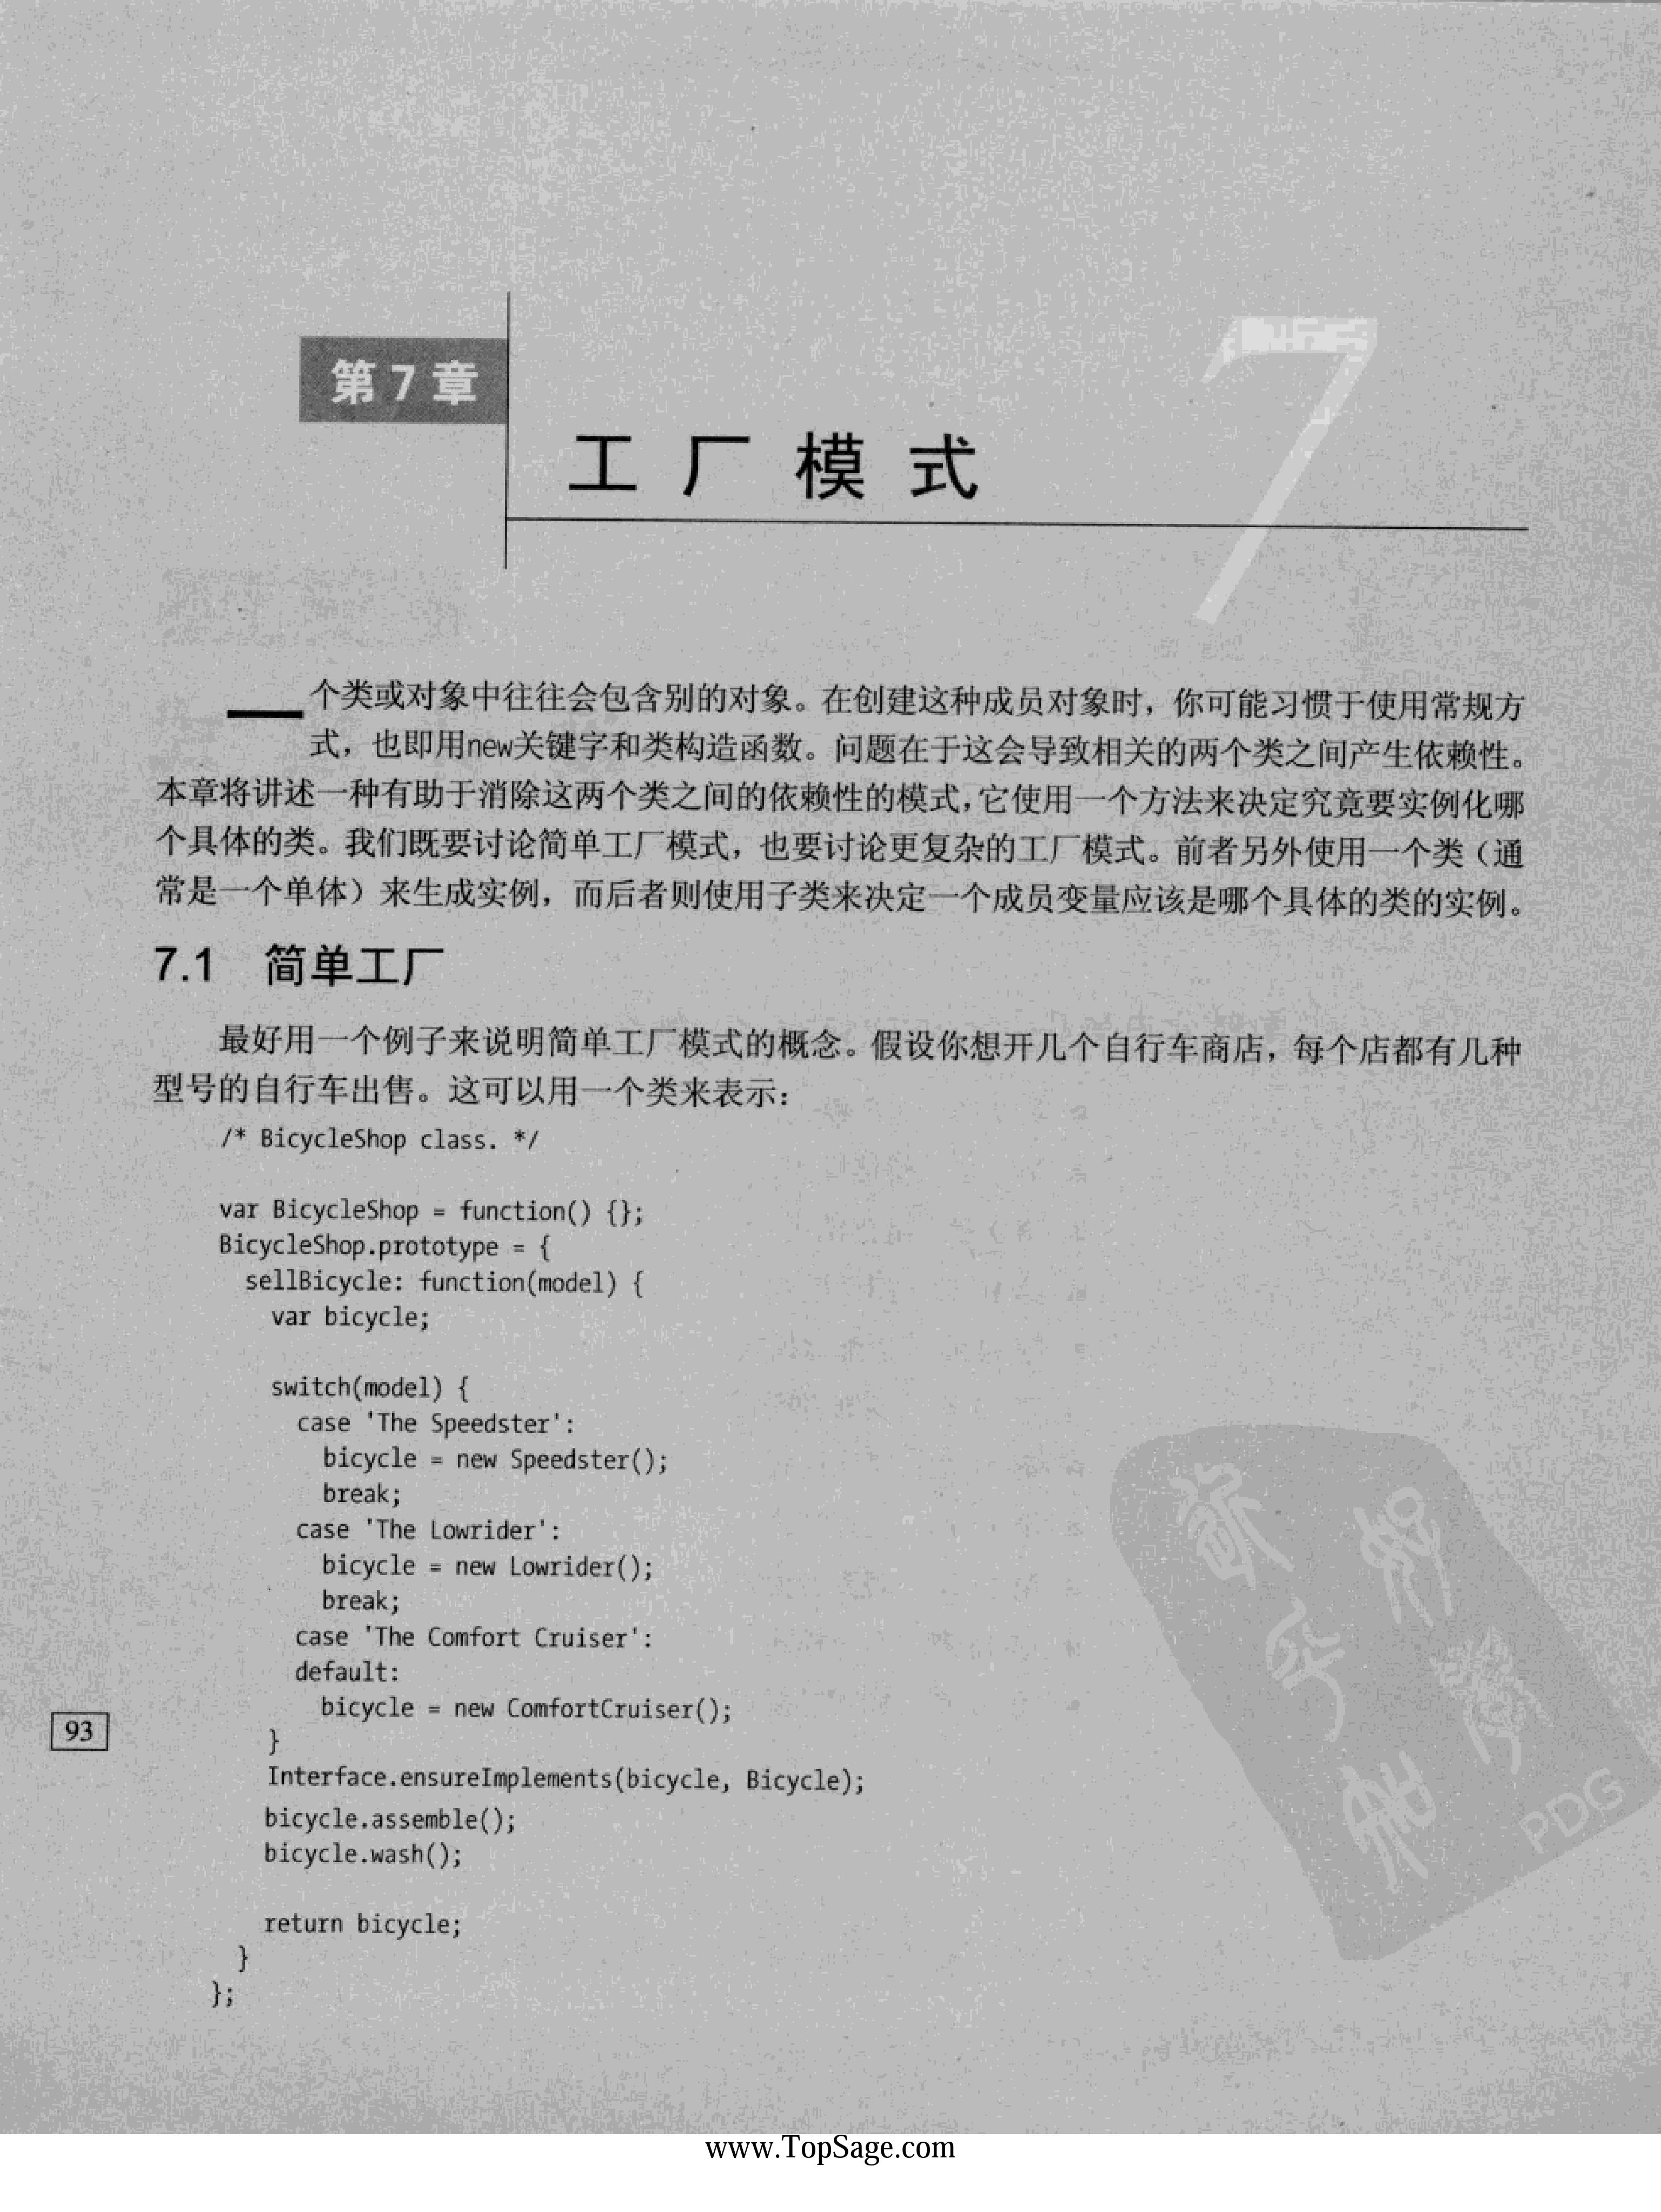 第7章
7
工厂模式
一个类或对象中往往会包含别的对象。在创建这种成员对象时，你可能习惯于使用常规方
式，也即用new关键字和类构造函数。问题在于这会导致相关的两个类之间产生依赖性。
本章将讲述一种有助于消除这两个类之间的依赖性的模式，它使用一个方法来决定究竟要实例化哪
个具体的类。我们既要讨论简单工厂模式，也要讨论更复杂的工厂模式。前者另外使用一个类（通
常是一个单体）来生成实例，而后者则使用子类来决定一个成员变量应该是哪个具体的类的实例。
7.1 简单工厂
最好用一个例子来说明简单工厂模式的概念。假设你想开几个自行车商店，每个店都有几种
型号的自行车出售。这可以用一个类来表示：
/* BicycleShop class. */
var BicycleShop = function() {};
BicycleShop.prototype = {
sellBicycle: function(model) {
var bicycle;
switch(model) {
case 'The Speedster':
bicycle = new Speedster();
break;
case 'The Lowrider':
bicycle = new Lowrider();
break;
case 'The Comfort Cruiser':
default:
bicycle = new ComfortCruiser();
93
}
Interface.ensureImplements(bicycle, Bicycle);
bicycle.assemble();
bicycle.wash();
return bicycle;
}
};
PDG
www.TopSage.com